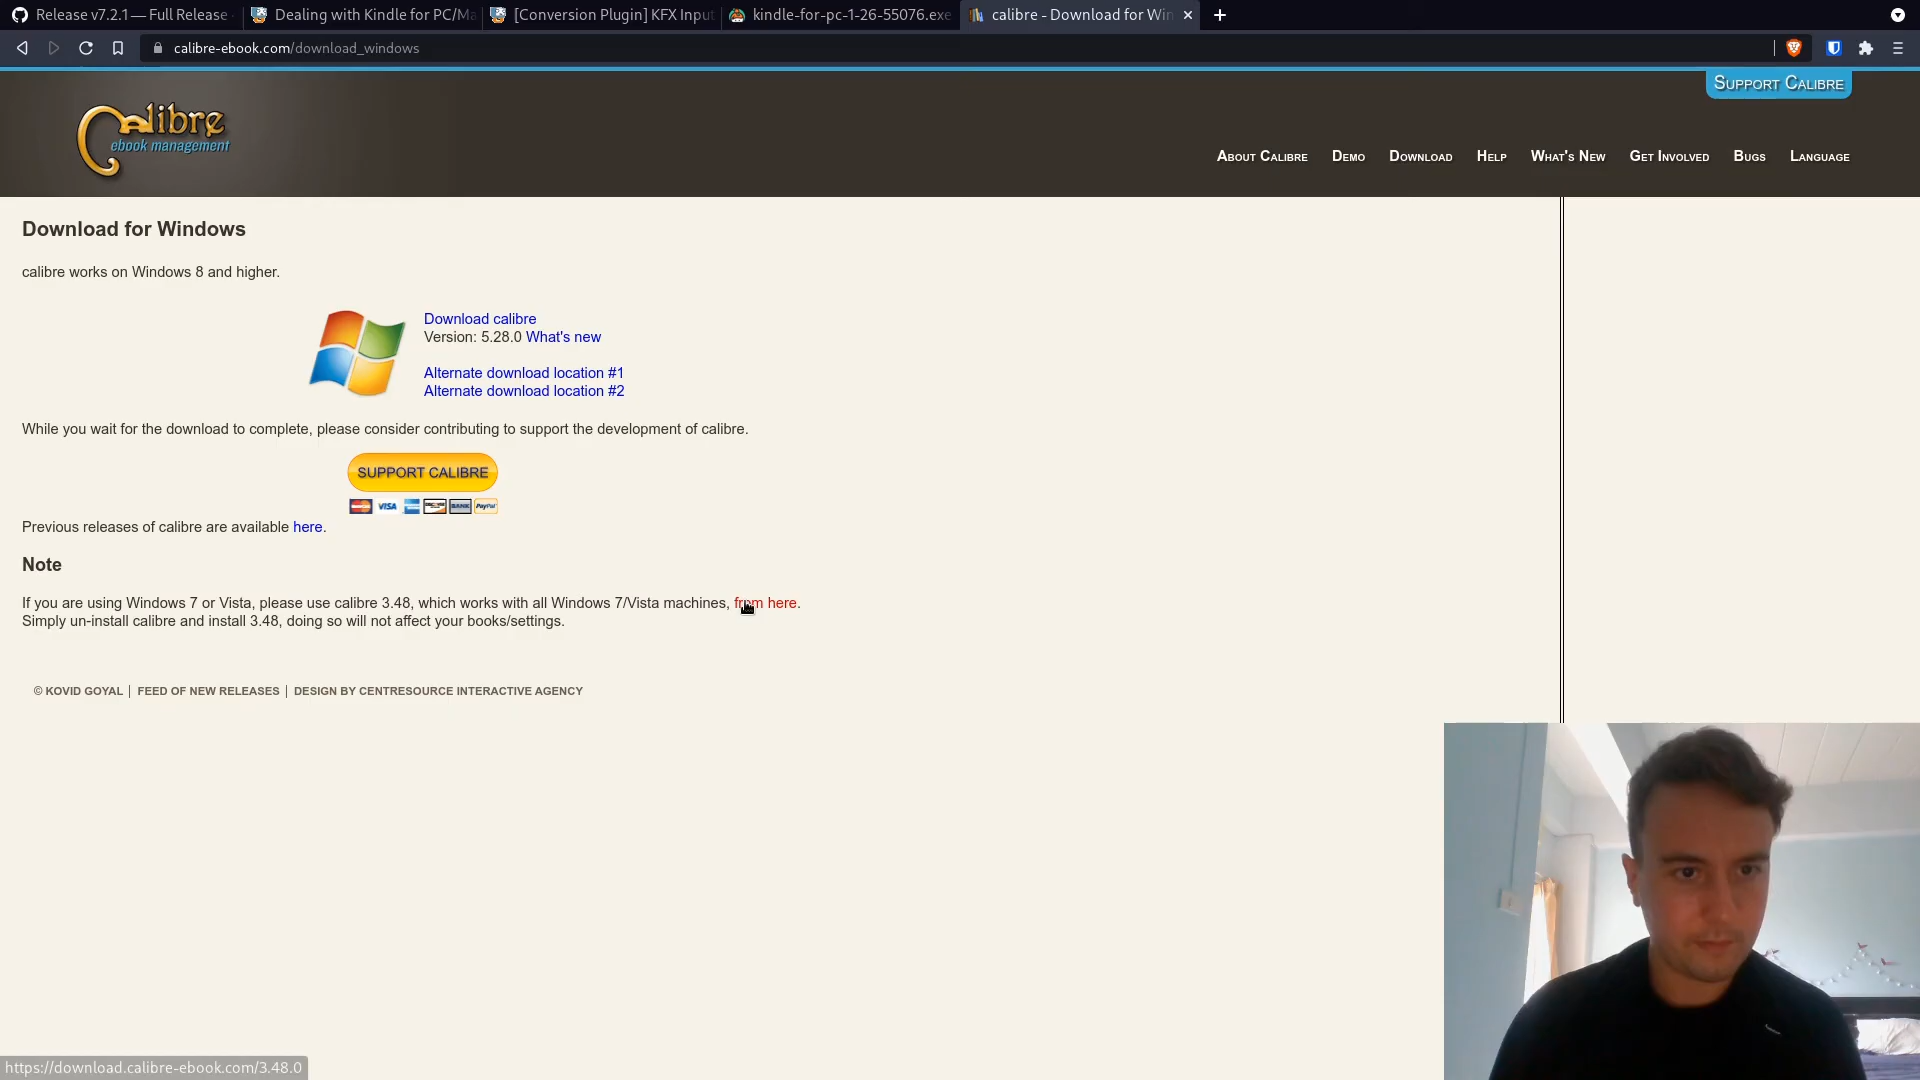 Release v7.2.1 — Full Release
Dealing with Kindle for PC/Ma
[Conversion Plugin] KFX Input
kindle-for-pc-1-26-55076.exe
calibre - Download for Win
calibre-ebook.com/download_windows
Support Calibre
Calibre
ebook management
About Calibre
Demo
Download
Help
What's New
Get Involved
Bugs
Language
Download for Windows
calibre works on Windows 8 and higher.
Download calibre
Version: 5.28.0 What's new
Alternate download location #1
Alternate download location #2
While you wait for the download to complete, please consider contributing to support the development of calibre.
SUPPORT CALIBRE
VISA
BANK
PayPal
Previous releases of calibre are available here.
Note
If you are using Windows 7 or Vista, please use calibre 3.48, which works with all Windows 7/Vista machines, from here.
Simply un-install calibre and install 3.48, doing so will not affect your books/settings.
© KOVID GOYAL | FEED OF NEW RELEASES | DESIGN BY CENTRESOURCE INTERACTIVE AGENCY
https://download.calibre-ebook.com/3.48.0